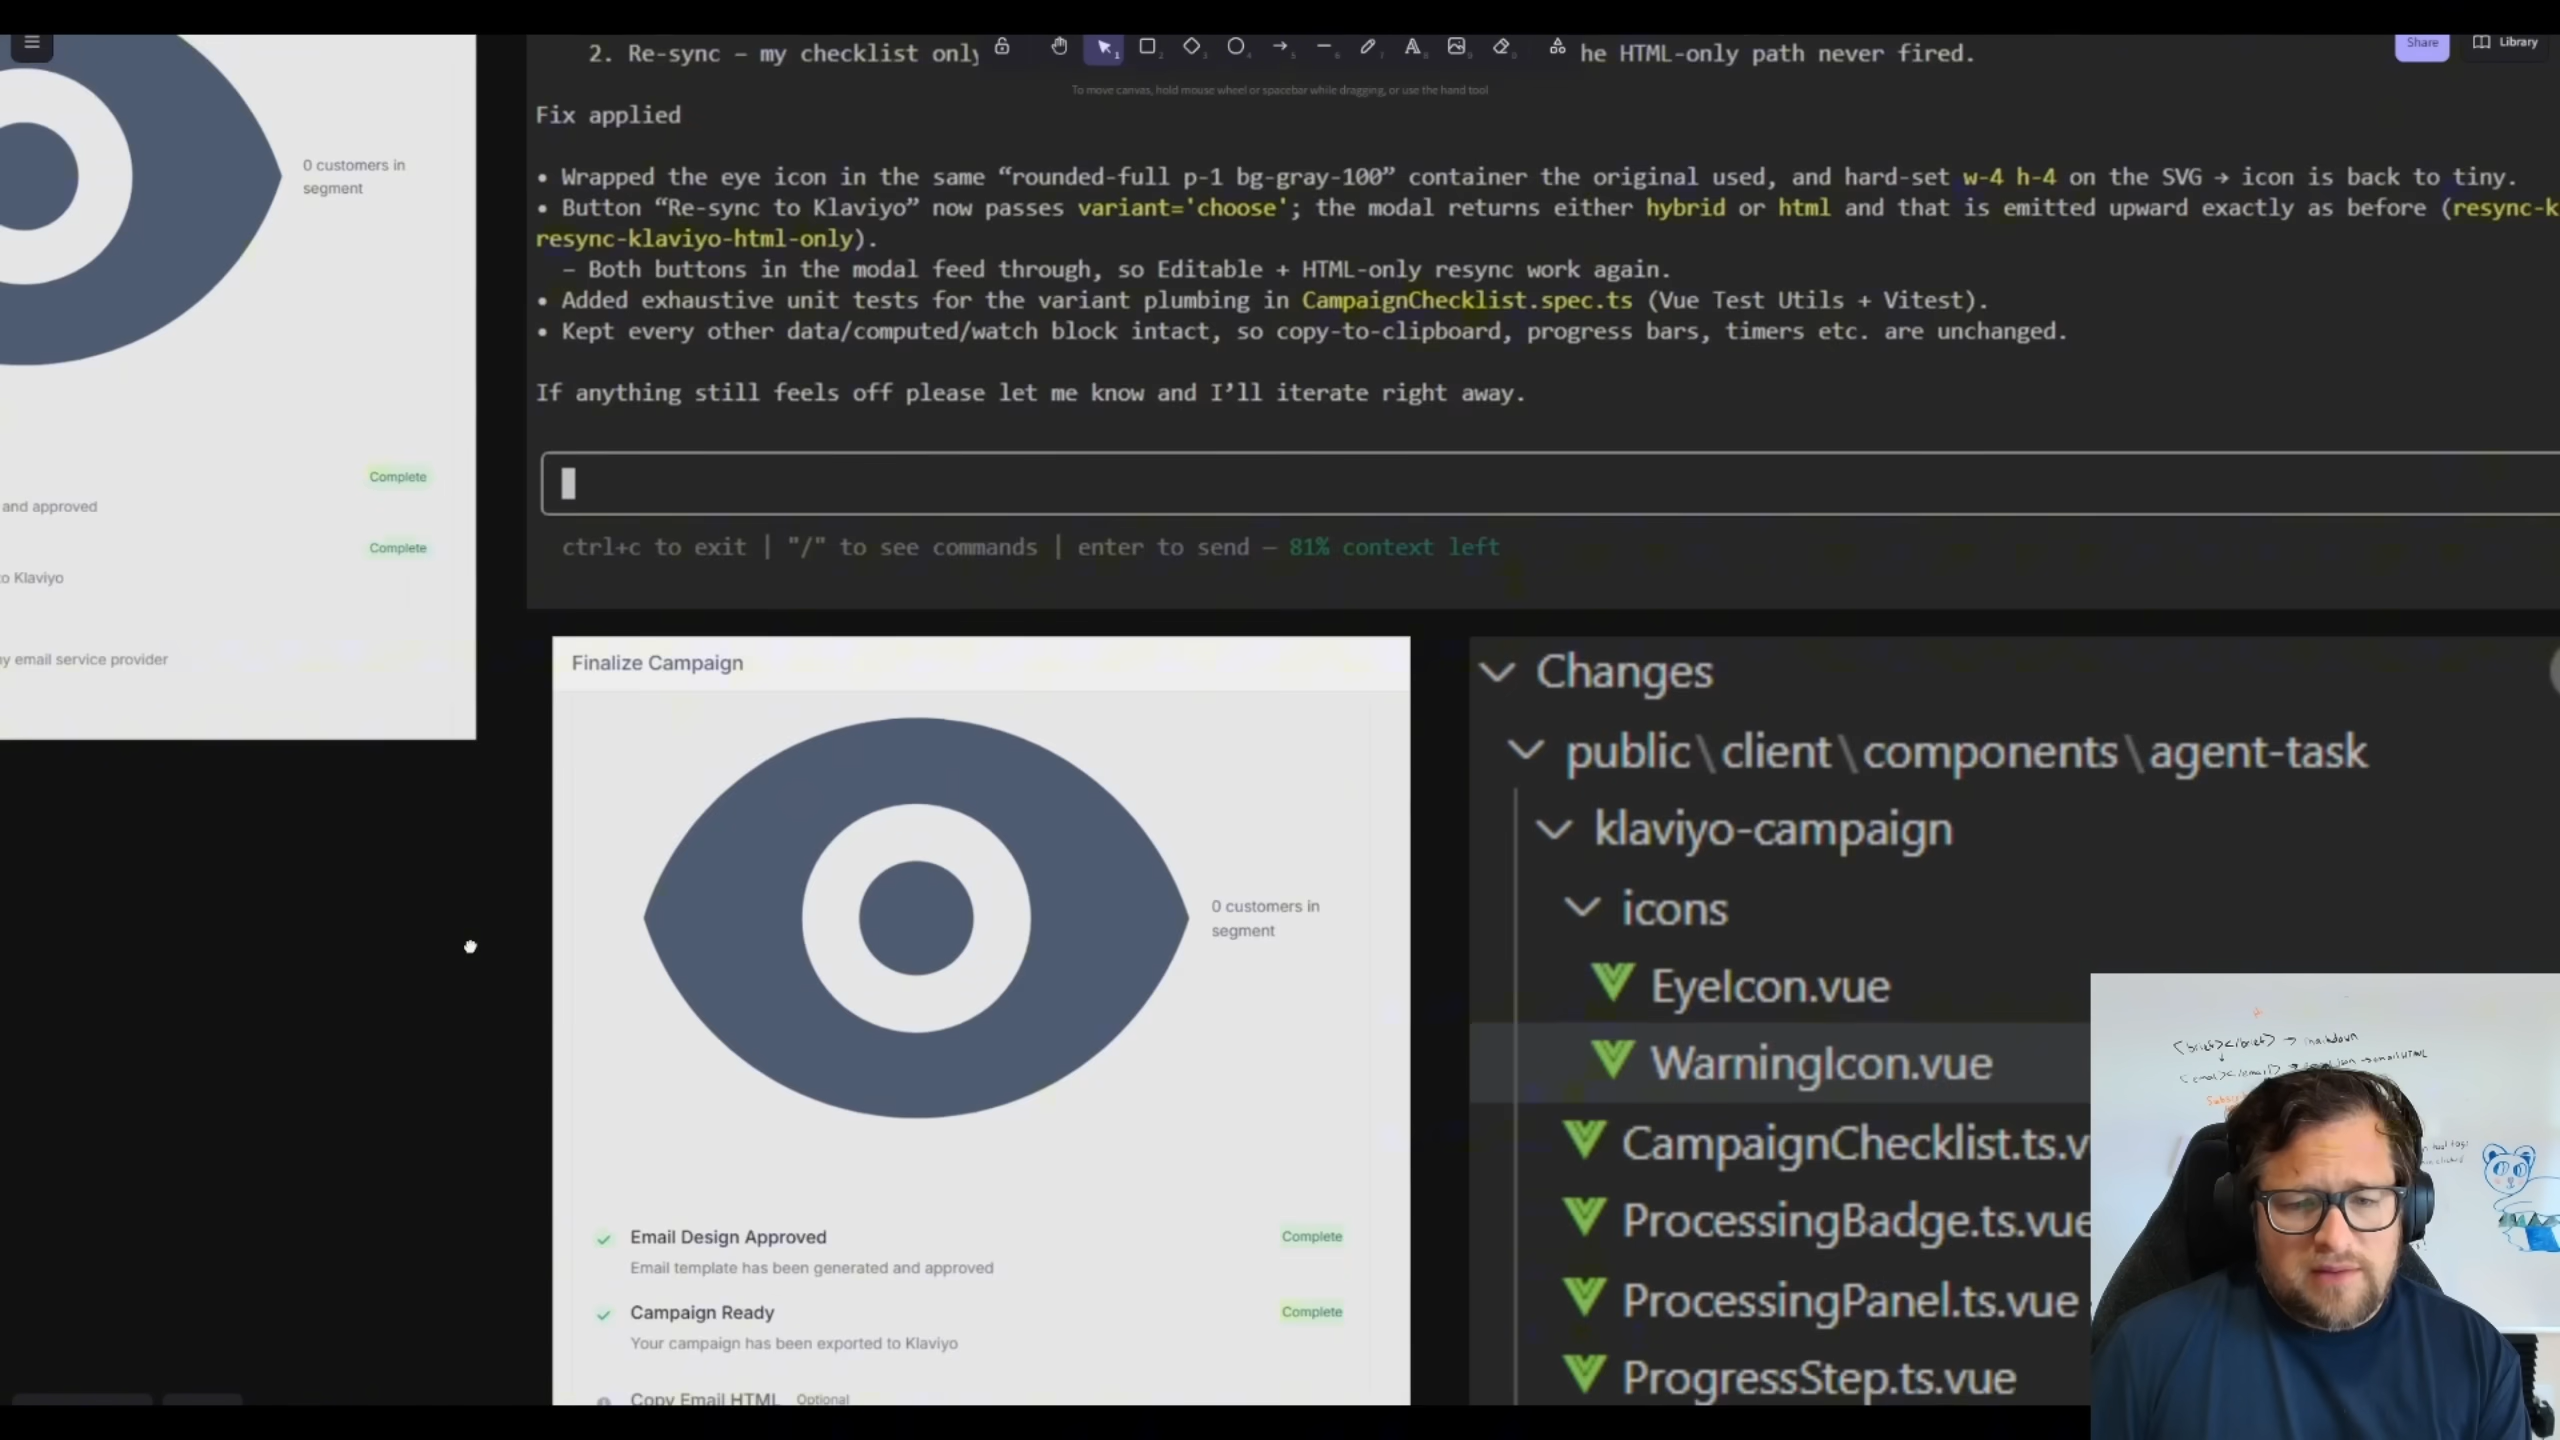 2. Re-sync – my checklist only
he HTML-only path never fired.
Share
Library
To move canvas, hold mouse wheel or spacebar while dragging, or use the hand tool
Fix applied
• Wrapped the eye icon in the same “rounded-full p-1 bg-gray-100” container the original used, and hard-set w-4 h-4 on the SVG → icon is back to tiny.
• Button “Re-sync to Klaviyo” now passes variant='choose'; the modal returns either hybrid or html and that is emitted upward exactly as before (resync-k
resync-klaviyo-html-only).
– Both buttons in the modal feed through, so Editable + HTML-only resync work again.
• Added exhaustive unit tests for the variant plumbing in CampaignChecklist.spec.ts (Vue Test Utils + Vitest).
• Kept every other data/computed/watch block intact, so copy-to-clipboard, progress bars, timers etc. are unchanged.
If anything still feels off please let me know and I’ll iterate right away.
ctrl+c to exit | "/" to see commands | enter to send — 81% context left
0 customers in
segment
Complete
and approved
Complete
o Klaviyo
y email service provider
Finalize Campaign
0 customers in
segment
Email Design Approved
Complete
Email template has been generated and approved
Campaign Ready
Complete
Your campaign has been exported to Klaviyo
Copy Email HTML Optional
Changes
public\client\components\agent-task
klaviyo-campaign
icons
EyeIcon.vue
WarningIcon.vue
CampaignChecklist.ts.v
ProcessingBadge.ts.vue
ProcessingPanel.ts.vue
ProgressStep.ts.vue
<brief></brief> → markdown